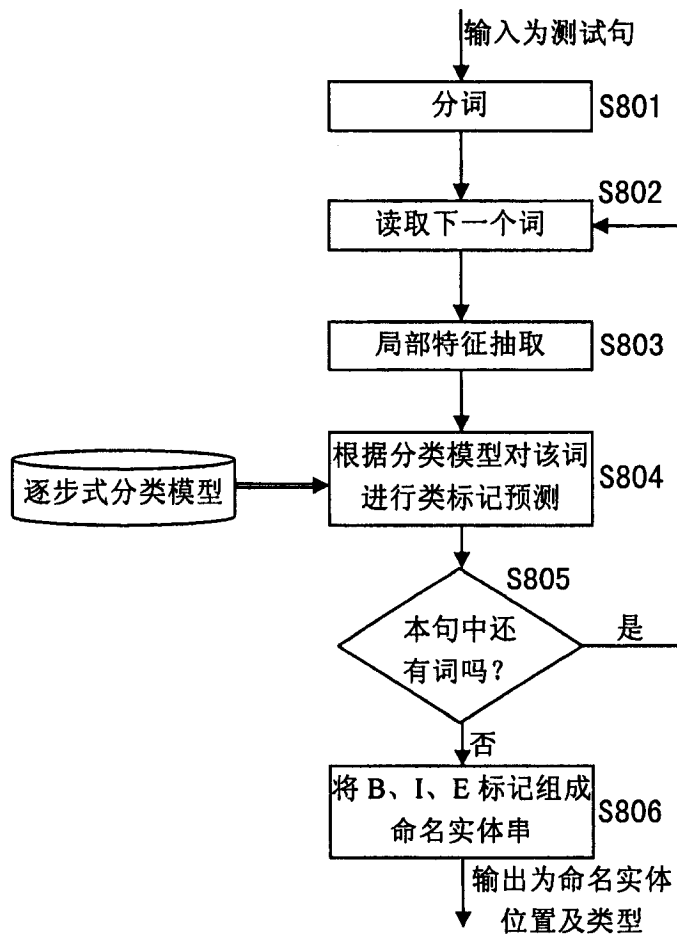 输入为测试句
分词
S801
S802
读取下一个词
局部特征抽取
S803
根据分类模型对该词
进行类标记预测
S804
逐步式分类模型
S805
本句中还
有词吗?
是
否
将 B、I、E 标记组成
命名实体串
S806
输出为命名实体
位置及类型